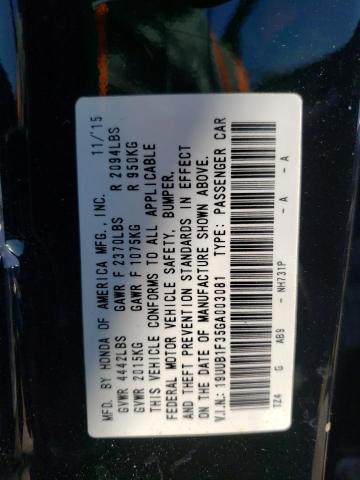 MFD. BY HONDA OF AMERICA MFG., INC. 11/15
GVWR 4442LBS GAWR F 2370LBS R 2094LBS
GVWR 2015KG GAWR F 1075KG R 950KG
THIS VEHICLE CONFORMS TO ALL APPLICABLE
FEDERAL MOTOR VEHICLE SAFETY, BUMPER,
AND THEFT PREVENTION STANDARDS IN EFFECT
ON THE DATE OF MANUFACTURE SHOWN ABOVE.
V.I.N.: 19UUB1F35GA003081 TYPE: PASSENGER CAR
TZ4 G AB9 - NH731P - A - A